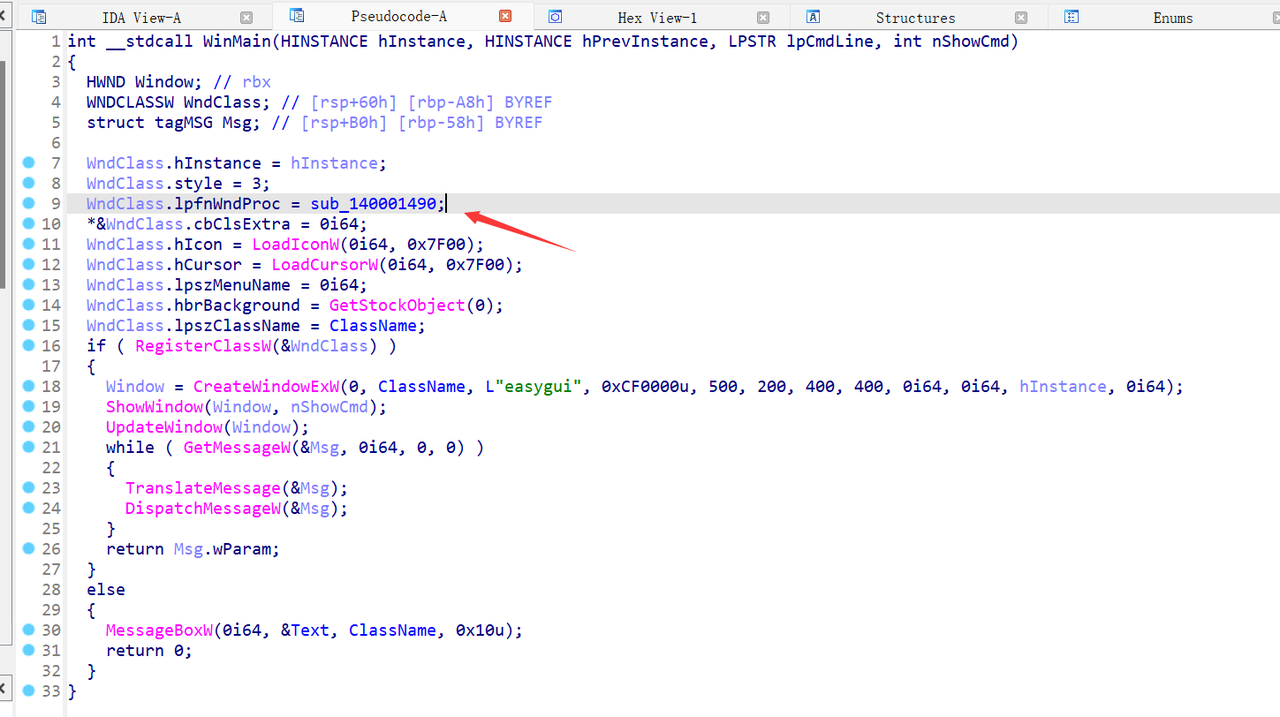 IDA View-A Pseudocode-A Hex View-1 Structures Enums
1 int __stdcall WinMain(HINSTANCE hInstance, HINSTANCE hPrevInstance, LPSTR lpCmdLine, int nShowCmd)
2 {
3 HWND Window; // rbx
4 WNDCLASSW WndClass; // [rsp+60h] [rbp-A8h] BYREF
5 struct tagMSG Msg; // [rsp+B0h] [rbp-58h] BYREF
6
7 WndClass.hInstance = hInstance;
8 WndClass.style = 3;
9 WndClass.lpfnWndProc = sub_140001490;
10 *&WndClass.cbClsExtra = 0i64;
11 WndClass.hIcon = LoadIconW(0i64, 0x7F00);
12 WndClass.hCursor = LoadCursorW(0i64, 0x7F00);
13 WndClass.lpszMenuName = 0i64;
14 WndClass.hbrBackground = GetStockObject(0);
15 WndClass.lpszClassName = ClassName;
16 if ( RegisterClassW(&WndClass) )
17 {
18 Window = CreateWindowExW(0, ClassName, L"easygui", 0xCF0000u, 500, 200, 400, 400, 0i64, 0i64, hInstance, 0i64);
19 ShowWindow(Window, nShowCmd);
20 UpdateWindow(Window);
21 while ( GetMessageW(&Msg, 0i64, 0, 0) )
22 {
23 TranslateMessage(&Msg);
24 DispatchMessageW(&Msg);
25 }
26 return Msg.wParam;
27 }
28 else
29 {
30 MessageBoxW(0i64, &Text, ClassName, 0x10u);
31 return 0;
32 }
33 }